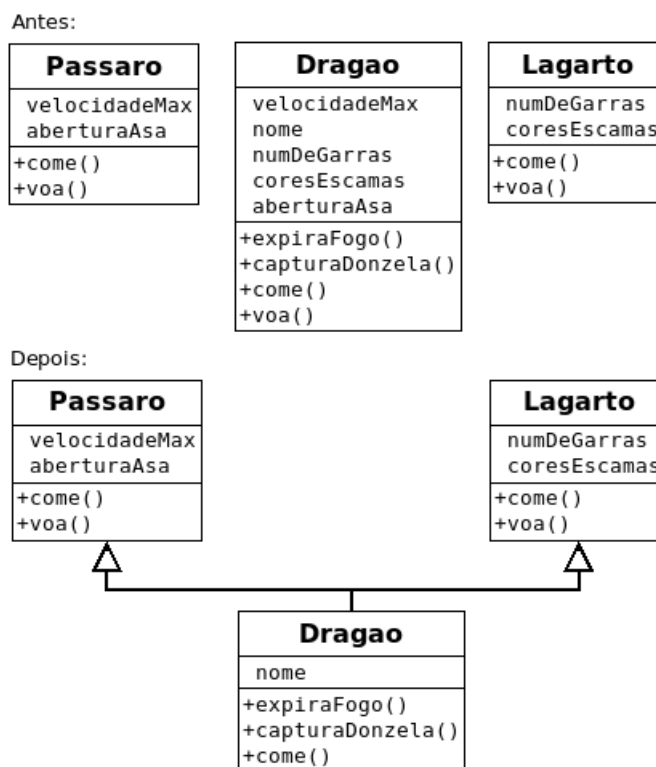 Antes:
Passaro
velocidadeMax
aberturaAsa
+come()
+voa()
Dragao
velocidadeMax
nome
numDeGarras
coresEscamas
aberturaAsa
+expiraFogo()
+capturaDonzela()
+come()
+voa()
Lagarto
numDeGarras
coresEscamas
+come()
+voa()
Depois:
Passaro
velocidadeMax
aberturaAsa
+come()
+voa()
Lagarto
numDeGarras
coresEscamas
+come()
+voa()
Dragao
nome
+expiraFogo()
+capturaDonzela()
+come()